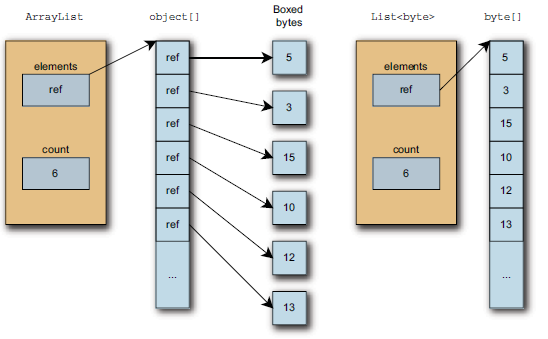 ArrayList
object[]
Boxed
bytes
List<byte>
byte[]
elements
ref
count
6
ref
ref
ref
ref
ref
ref
...
5
3
15
10
12
13
elements
ref
count
6
5
3
15
10
12
13
...